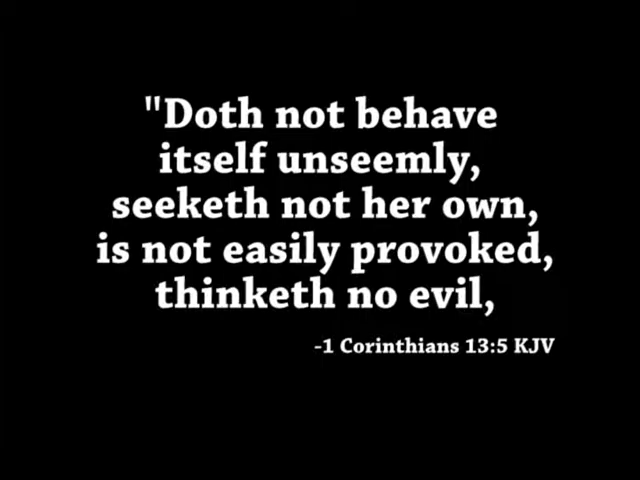 "Doth not behave
itself unseemly,
seeketh not her own,
is not easily provoked,
thinketh no evil,
-1 Corinthians 13:5 KJV